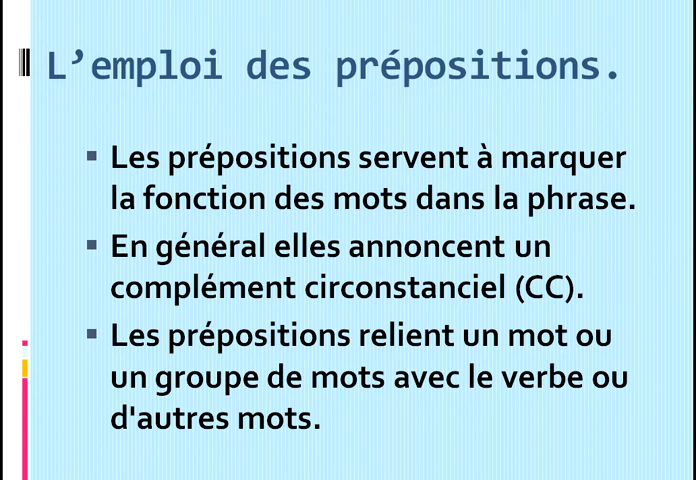 L’emploi des prépositions.
▪ Les prépositions servent à marquer
la fonction des mots dans la phrase.
▪ En général elles annoncent un
complément circonstanciel (CC).
▪ Les prépositions relient un mot ou
un groupe de mots avec le verbe ou
d'autres mots.